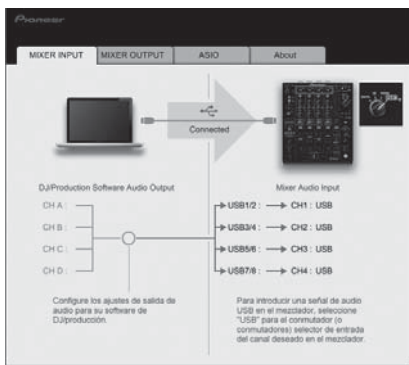 Pioneer
MIXER INPUT MIXER OUTPUT ASIO About
Connected
DJ/Production Software Audio Output
Mixer Audio Input
CH A :
CH B :
CH C :
CH D :
USB1/2 : CH1 : USB
USB3/4 : CH2 : USB
USB5/6 : CH3 : USB
USB7/8 : CH4 : USB
Configure los ajustes de salida de
audio para su software de
DJ/producción.
Para introducir una señal de audio
USB en el mezclador, seleccione
"USB" para el conmutador (o
conmutadores) selector de entrada
del canal deseado en el mezclador.